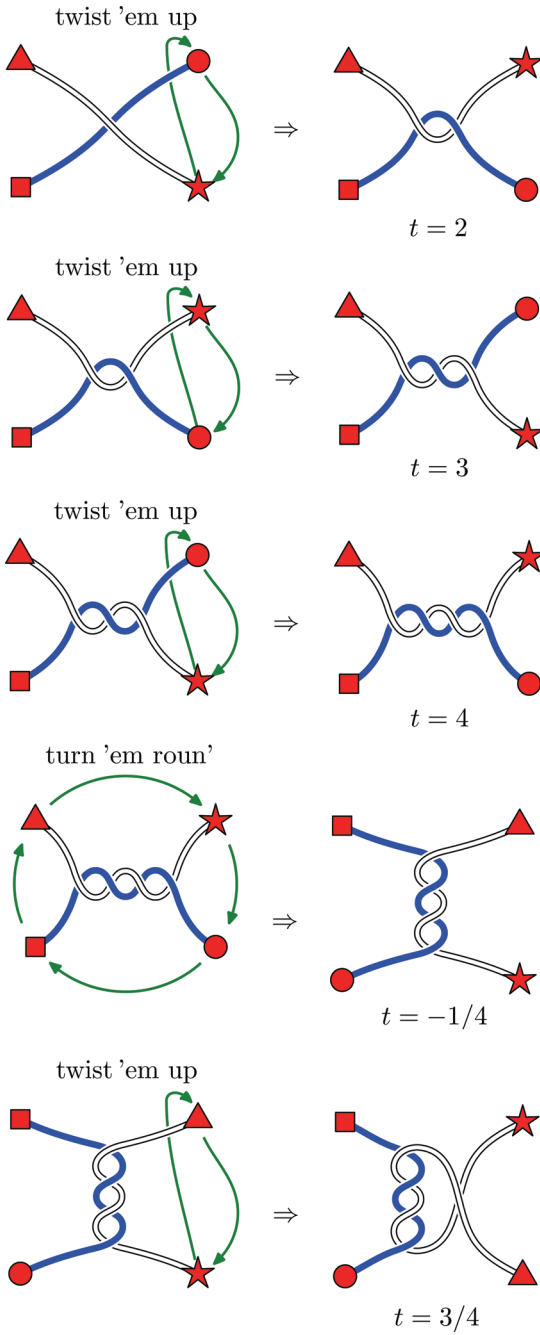 twist 'em up
⇒
t = 2
twist 'em up
⇒
t = 3
twist 'em up
⇒
t = 4
turn 'em roun'
⇒
t = −1/4
twist 'em up
⇒
t = 3/4